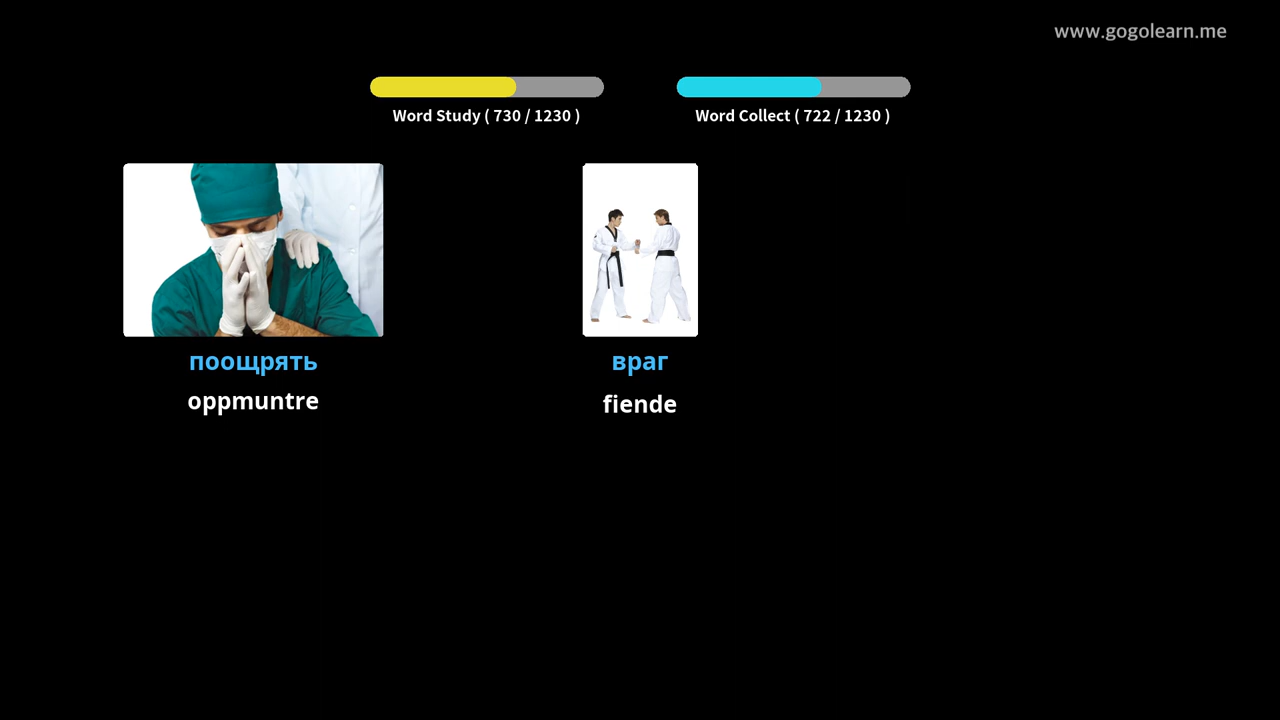 www.gogolearn.me
Word Study ( 730 / 1230 )
Word Collect ( 722 / 1230 )
поощрять
oppmuntre
враг
fiende